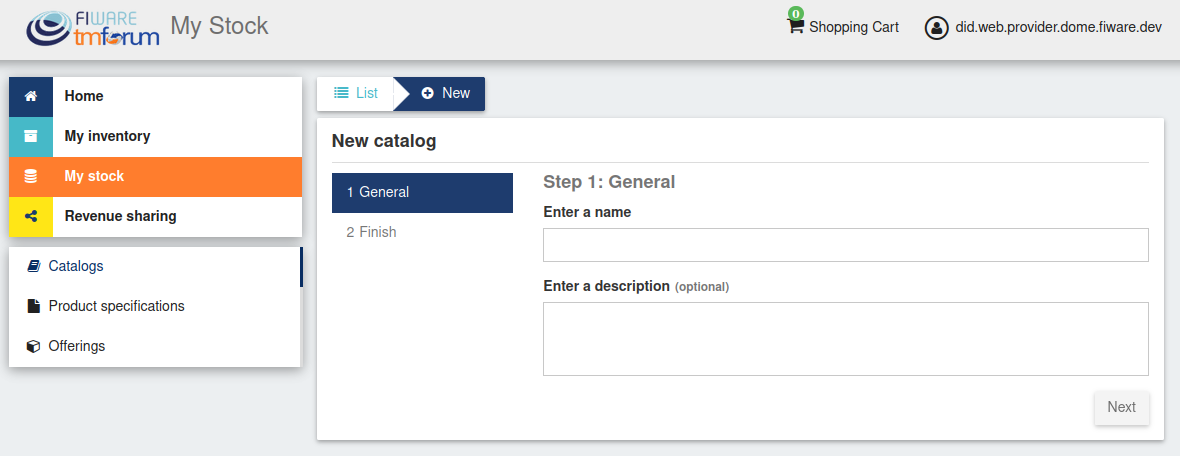 FIWARE
tmforum
My Stock
0
Shopping Cart
did.web.provider.dome.fiware.dev
Home
My inventory
My stock
Revenue sharing
Catalogs
Product specifications
Offerings
List
New
New catalog
1 General
2 Finish
Step 1: General
Enter a name
Enter a description (optional)
Next